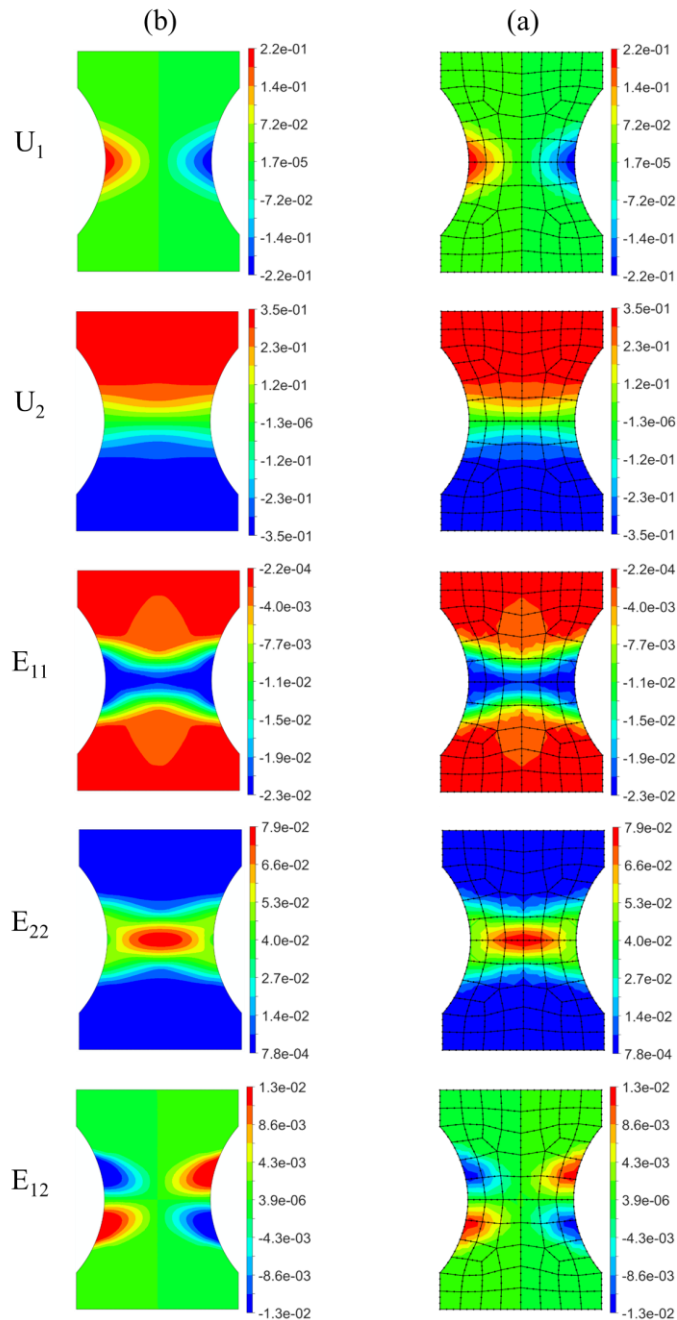 (b) (a)
U1
2.2e-01 2.2e-01
1.4e-01 1.4e-01
7.2e-02 7.2e-02
1.7e-05 1.7e-05
-7.2e-02 -7.2e-02
-1.4e-01 -1.4e-01
-2.2e-01 -2.2e-01
U2
3.5e-01 3.5e-01
2.3e-01 2.3e-01
1.2e-01 1.2e-01
-1.3e-06 -1.3e-06
-1.2e-01 -1.2e-01
-2.3e-01 -2.3e-01
-3.5e-01 -3.5e-01
E11
-2.2e-04 -2.2e-04
-4.0e-03 -4.0e-03
-7.7e-03 -7.7e-03
-1.1e-02 -1.1e-02
-1.5e-02 -1.5e-02
-1.9e-02 -1.9e-02
-2.3e-02 -2.3e-02
E22
7.9e-02 7.9e-02
6.6e-02 6.6e-02
5.3e-02 5.3e-02
4.0e-02 4.0e-02
2.7e-02 2.7e-02
1.4e-02 1.4e-02
7.8e-04 7.8e-04
E12
1.3e-02 1.3e-02
8.6e-03 8.6e-03
4.3e-03 4.3e-03
3.9e-06 3.9e-06
-4.3e-03 -4.3e-03
-8.6e-03 -8.6e-03
-1.3e-02 -1.3e-02